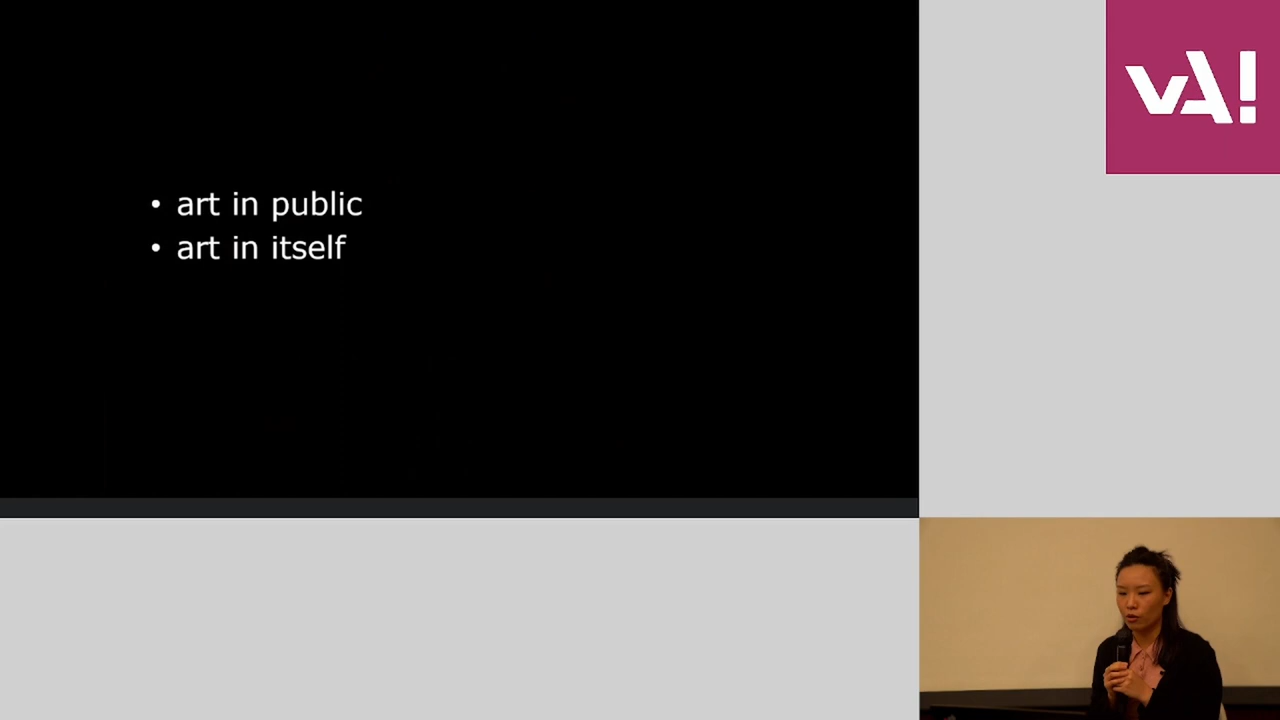 • art in public
• art in itself
vA!